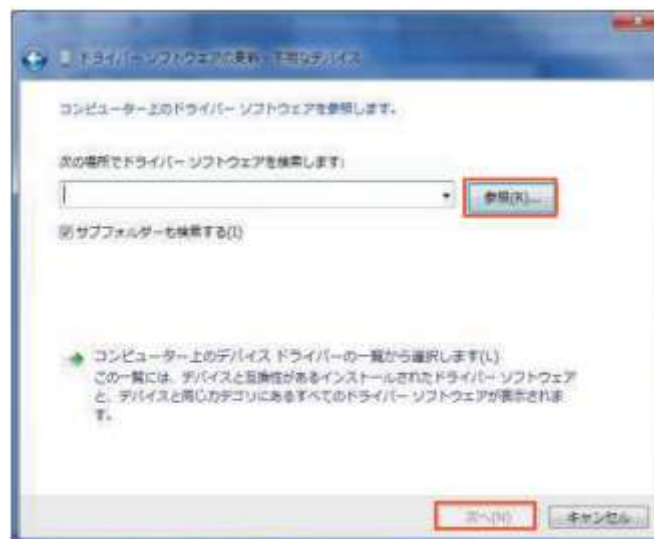 ドライバー ソフトウェアの更新 - 不明なデバイス
コンピューター上のドライバー ソフトウェアを参照します。
次の場所でドライバー ソフトウェアを検索します:
参照(R)...
サブフォルダーも検索する(I)
コンピューター上のデバイス ドライバーの一覧から選択します(L)
この一覧には、デバイスと互換性があるインストールされたドライバー ソフトウェア
と、デバイスと同じカテゴリにあるすべてのドライバー ソフトウェアが表示されま
す。
次へ(N)
キャンセル